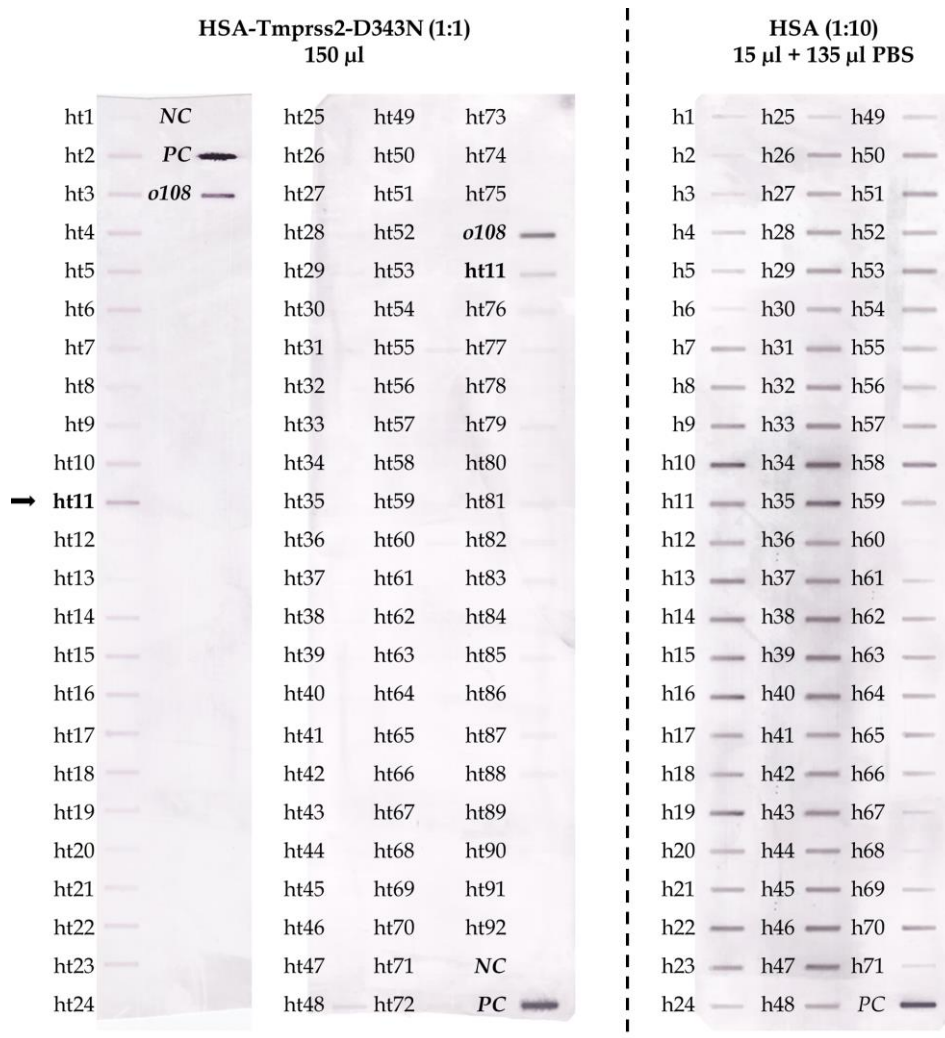 HSA-Tmprss2-D343N (1:1)
150 µl
HSA (1:10)
15 µl + 135 µl PBS
ht1 NC ht25 ht49 ht73 h1 h25 h49
ht2 PC ht26 ht50 ht74 h2 h26 h50
ht3 o108 ht27 ht51 ht75 h3 h27 h51
ht4 ht28 ht52 o108 h4 h28 h52
ht5 ht29 ht53 ht11 h5 h29 h53
ht6 ht30 ht54 ht76 h6 h30 h54
ht7 ht31 ht55 ht77 h7 h31 h55
ht8 ht32 ht56 ht78 h8 h32 h56
ht9 ht33 ht57 ht79 h9 h33 h57
ht10 ht34 ht58 ht80 h10 h34 h58
ht11 ht35 ht59 ht81 h11 h35 h59
ht12 ht36 ht60 ht82 h12 h36 h60
ht13 ht37 ht61 ht83 h13 h37 h61
ht14 ht38 ht62 ht84 h14 h38 h62
ht15 ht39 ht63 ht85 h15 h39 h63
ht16 ht40 ht64 ht86 h16 h40 h64
ht17 ht41 ht65 ht87 h17 h41 h65
ht18 ht42 ht66 ht88 h18 h42 h66
ht19 ht43 ht67 ht89 h19 h43 h67
ht20 ht44 ht68 ht90 h20 h44 h68
ht21 ht45 ht69 ht91 h21 h45 h69
ht22 ht46 ht70 ht92 h22 h46 h70
ht23 ht47 ht71 NC h23 h47 h71
ht24 ht48 ht72 PC h24 h48 PC